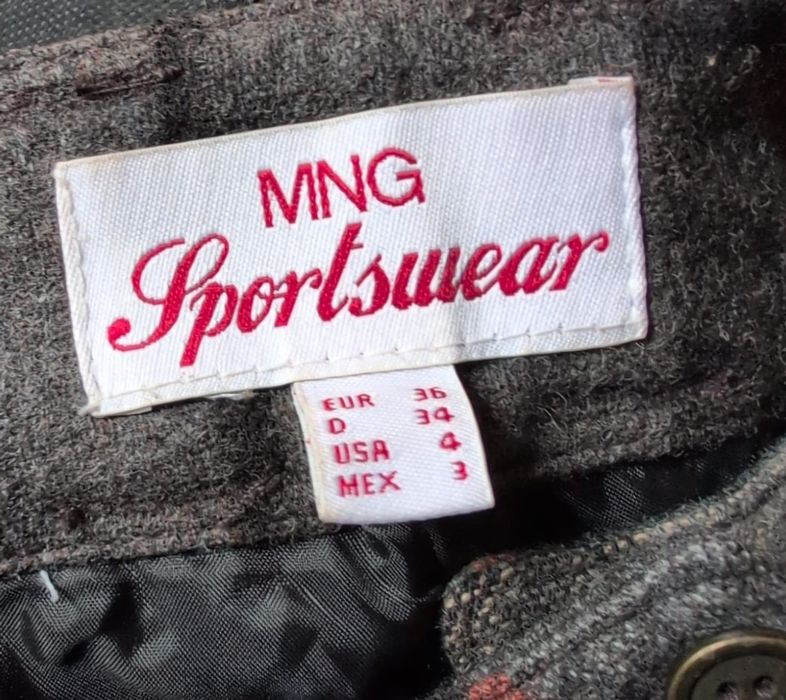 MNG
Sportswear
EUR 36
D 34
USA 4
MEX 3